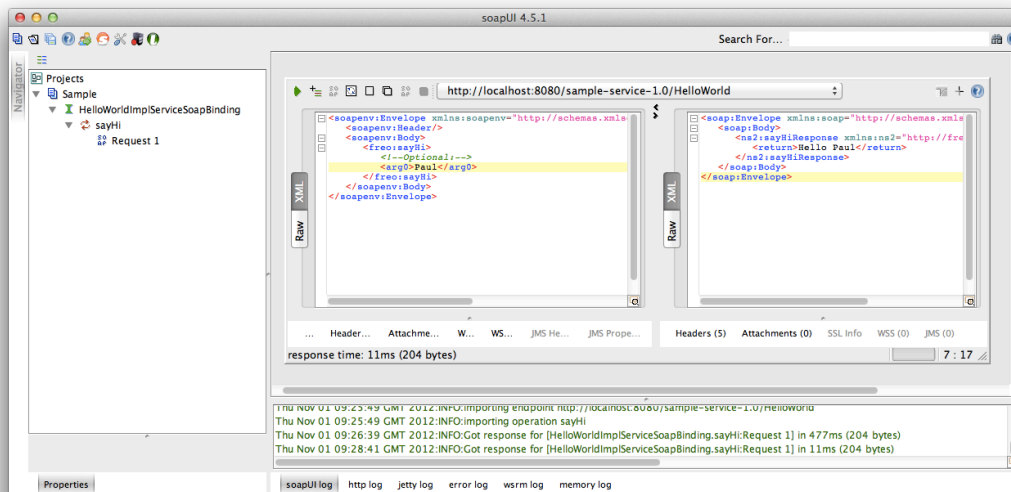 soapUI 4.5.1
Search For...
Navigator
Projects
Sample
HelloWorldImplServiceSoapBinding
sayHi
Request 1
http://localhost:8080/sample-service-1.0/HelloWorld
XML
Raw
<soapenv:Envelope xmlns:soapenv="http://schemas.xmls
<soapenv:Header/>
<soapenv:Body>
<freo:sayHi>
<!--Optional:-->
<arg0>Paul</arg0>
</freo:sayHi>
</soapenv:Body>
</soapenv:Envelope>
XML
Raw
<soap:Envelope xmlns:soap="http://schemas.xmls
<soap:Body>
<ns2:sayHiResponse xmlns:ns2="http://fre
<return>Hello Paul</return>
</ns2:sayHiResponse>
</soap:Body>
</soap:Envelope>
... Header... Attachme... W... WS... JMS He... JMS Prope...
Headers (5) Attachments (0) SSL Info WSS (0) JMS (0)
response time: 11ms (204 bytes)
7 : 17
Thu Nov 01 09:25:49 GMT 2012:INFO:importing endpoint http://localhost:8080/sample-service-1.0/HelloWorld
Thu Nov 01 09:25:49 GMT 2012:INFO:importing operation sayHi
Thu Nov 01 09:26:39 GMT 2012:INFO:Got response for [HelloWorldImplServiceSoapBinding.sayHi:Request 1] in 477ms (204 bytes)
Thu Nov 01 09:28:41 GMT 2012:INFO:Got response for [HelloWorldImplServiceSoapBinding.sayHi:Request 1] in 11ms (204 bytes)
Properties
soapUI log http log jetty log error log wsrm log memory log